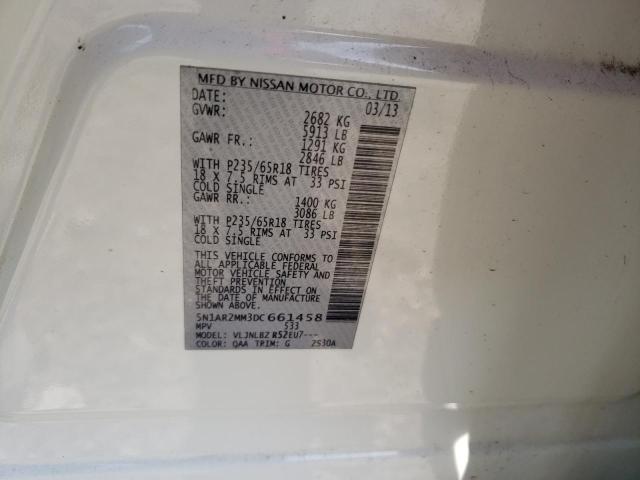 MFD BY NISSAN MOTOR CO., LTD.
DATE: 03/13
GVWR: 2682 KG
5913 LB
GAWR FR.: 1291 KG
2846 LB
WITH P235/65R18 TIRES
18 X 7.5 RIMS AT 33 PSI
COLD SINGLE
GAWR RR.: 1400 KG
3086 LB
WITH P235/65R18 TIRES
18 X 7.5 RIMS AT 33 PSI
COLD SINGLE
THIS VEHICLE CONFORMS TO
ALL APPLICABLE FEDERAL
MOTOR VEHICLE SAFETY AND
THEFT PREVENTION
STANDARDS IN EFFECT ON
THE DATE OF MANUFACTURE
SHOWN ABOVE.
5N1AR2MM3DC661458
MPV 533
MODEL: VLJNLBZ R52EU7---
COLOR: QAA TRIM: G 2530A